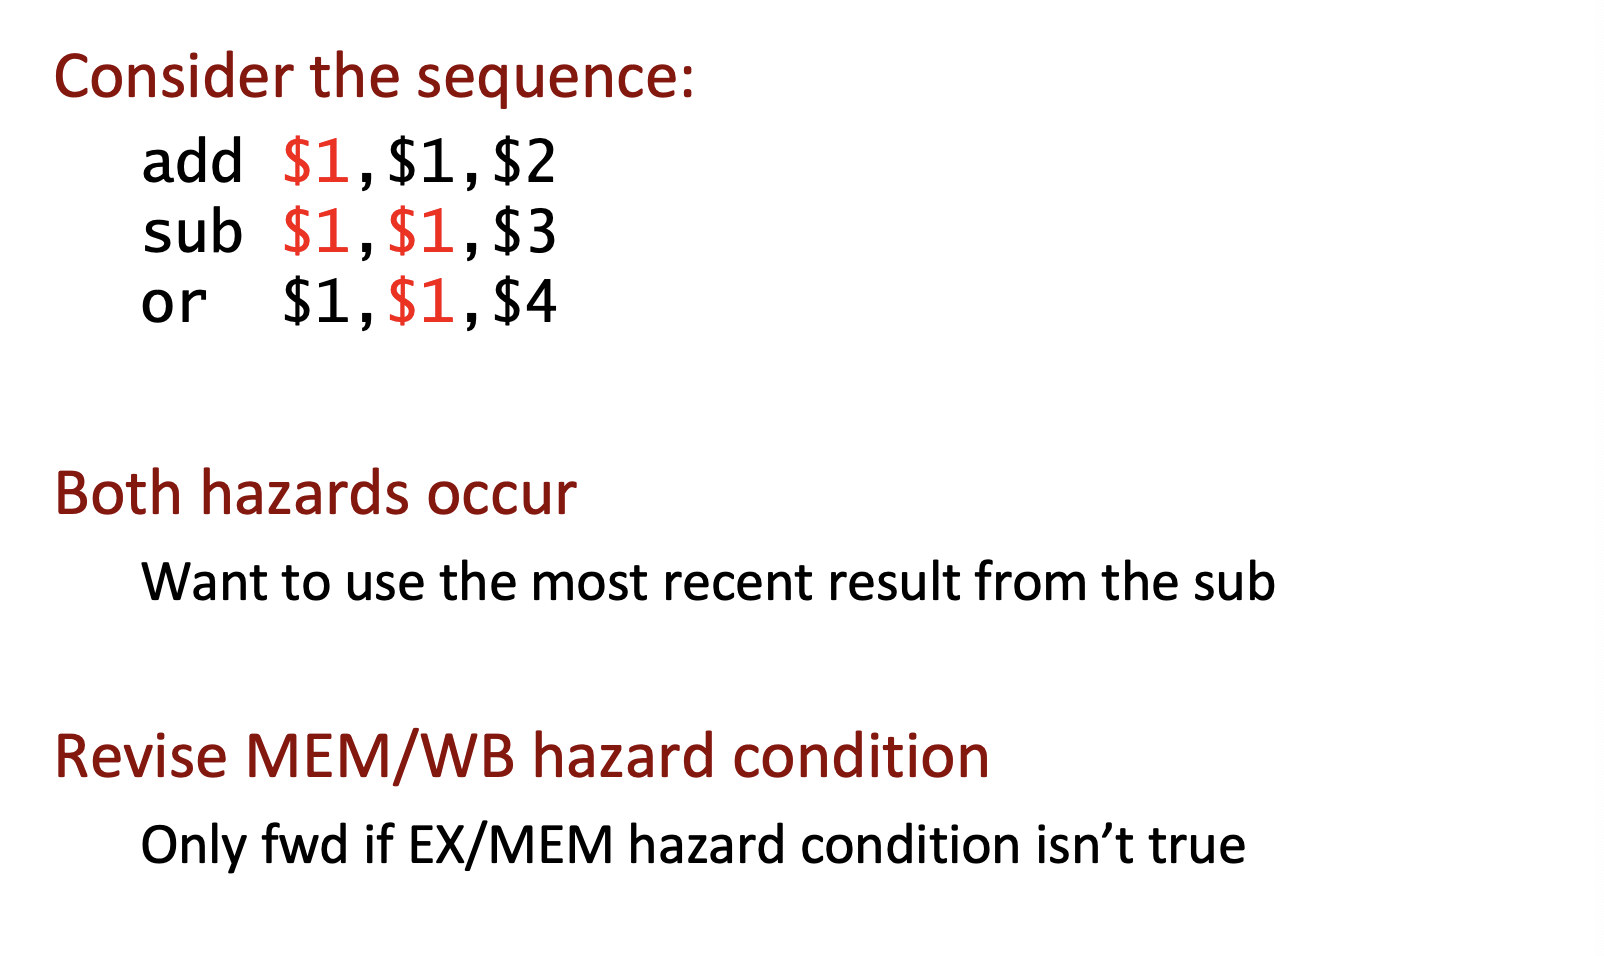 Consider the sequence:
add $1,$1,$2
sub $1,$1,$3
or $1,$1,$4
Both hazards occur
Want to use the most recent result from the sub
Revise MEM/WB hazard condition
Only fwd if EX/MEM hazard condition isn’t true